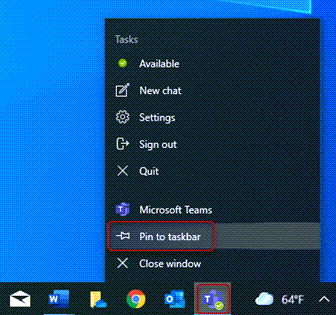 Tasks
Available
New chat
Settings
Sign out
Quit
Microsoft Teams
Pin to taskbar
Close window
64°F